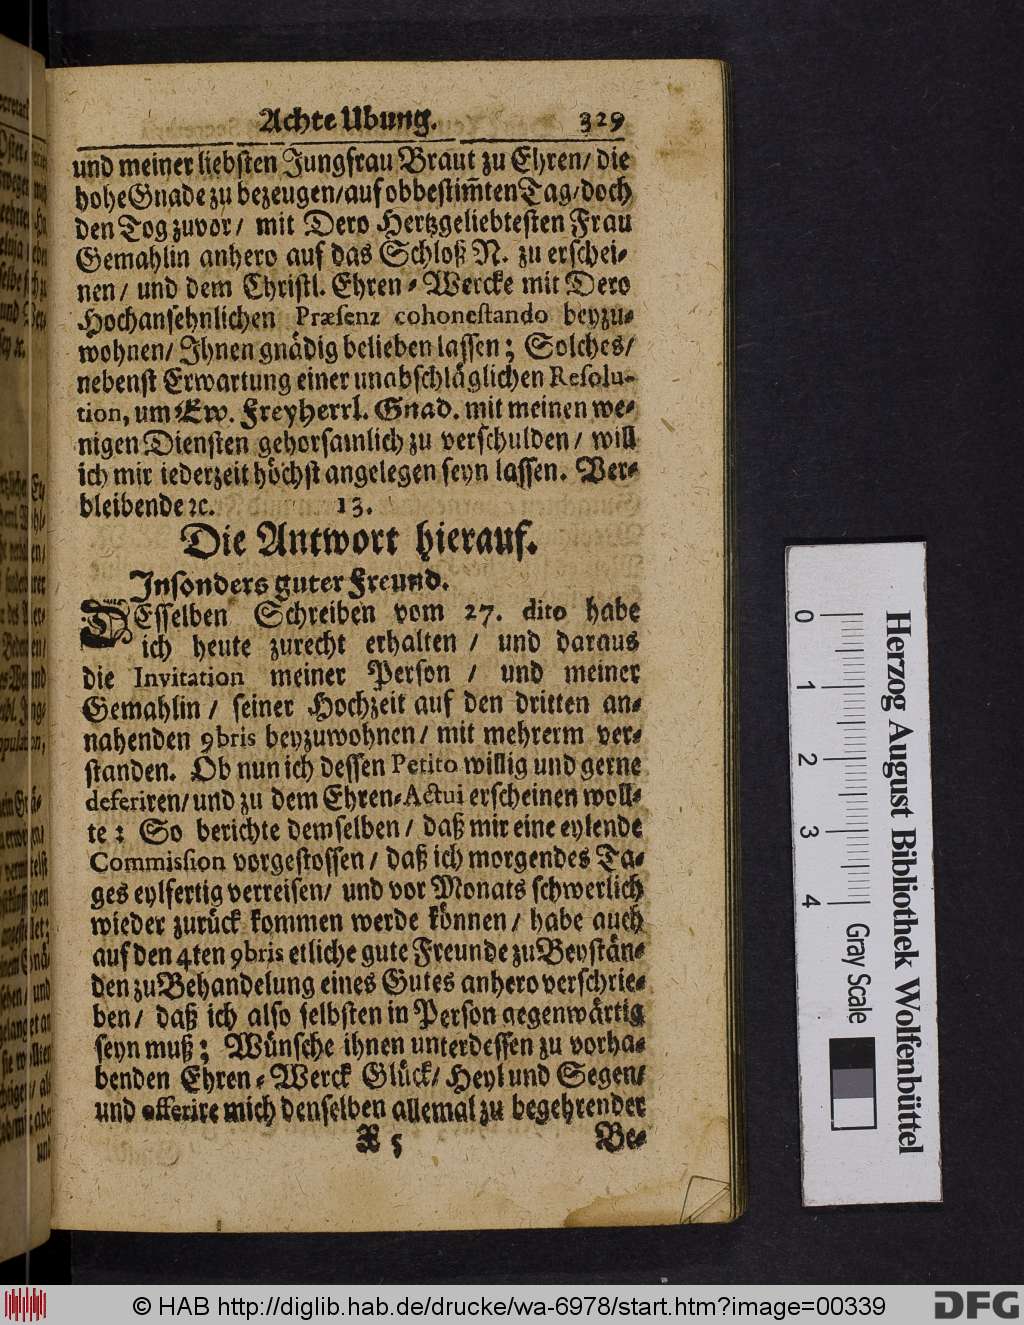 Achte Ubung. 329
und meiner liebsten Jungfrau Braut zu Ehren/ die
hohe Gnade zu bezeugen/ auf obbestim̃ten Tag/ doch
den Tog zuvor/ mit Dero Hertzgeliebtesten Frau
Gemahlin anhero auf das Schloß N. zu erschei-
nen/ und dem Christl. Ehren-Wercke mit Dero
Hochansehnlichen Præsenz cohonestando beyzu-
wohnen/ Ihnen gnädig belieben lassen; Solches/
nebenst Erwartung einer unabschläglichen Resolu-
tion, um Ew. Freyherrl. Gnad. mit meinen we-
nigen Diensten gehorsamlich zu verschulden/ will
ich mir iederzeit höchst angelegen seyn lassen. Ver-
bleibende ꝛc. 13.
Die Antwort hierauf.
Insonders guter Freund.
DEsselben Schreiben vom 27. dito habe
ich heute zurecht erhalten / und daraus
die Invitation meiner Person / und meiner
Gemahlin / seiner Hochzeit auf den dritten an-
nahenden 9bris beyzuwohnen/ mit mehrerm ver-
standen. Ob nun ich dessen Petito willig und gerne
deferiren/ und zu dem Ehren-Actui erscheinen woll-
te: So berichte demselben/ daß mir eine eylende
Commission vorgestossen/ daß ich morgendes Ta-
ges eylfertig verreisen/ und vor Monats schwerlich
wieder zurück kommen werde können/ habe auch
auf den 4ten 9bris etliche gute Freunde zu Beystän-
den zu Behandelung eines Gutes anhero verschrie-
ben/ daß ich also selbsten in Person gegenwärtig
seyn muß; Wünsche ihnen unterdessen zu vorha-
benden Ehren-Werck Glück/ Heyl und Segen/
und offerire mich denselben allemal zu begehrender
X 5 Be-
0 1 2 3 4
Gray Scale
Herzog August Bibliothek Wolfenbüttel
© HAB http://diglib.hab.de/drucke/wa-6978/start.htm?image=00339
DFG